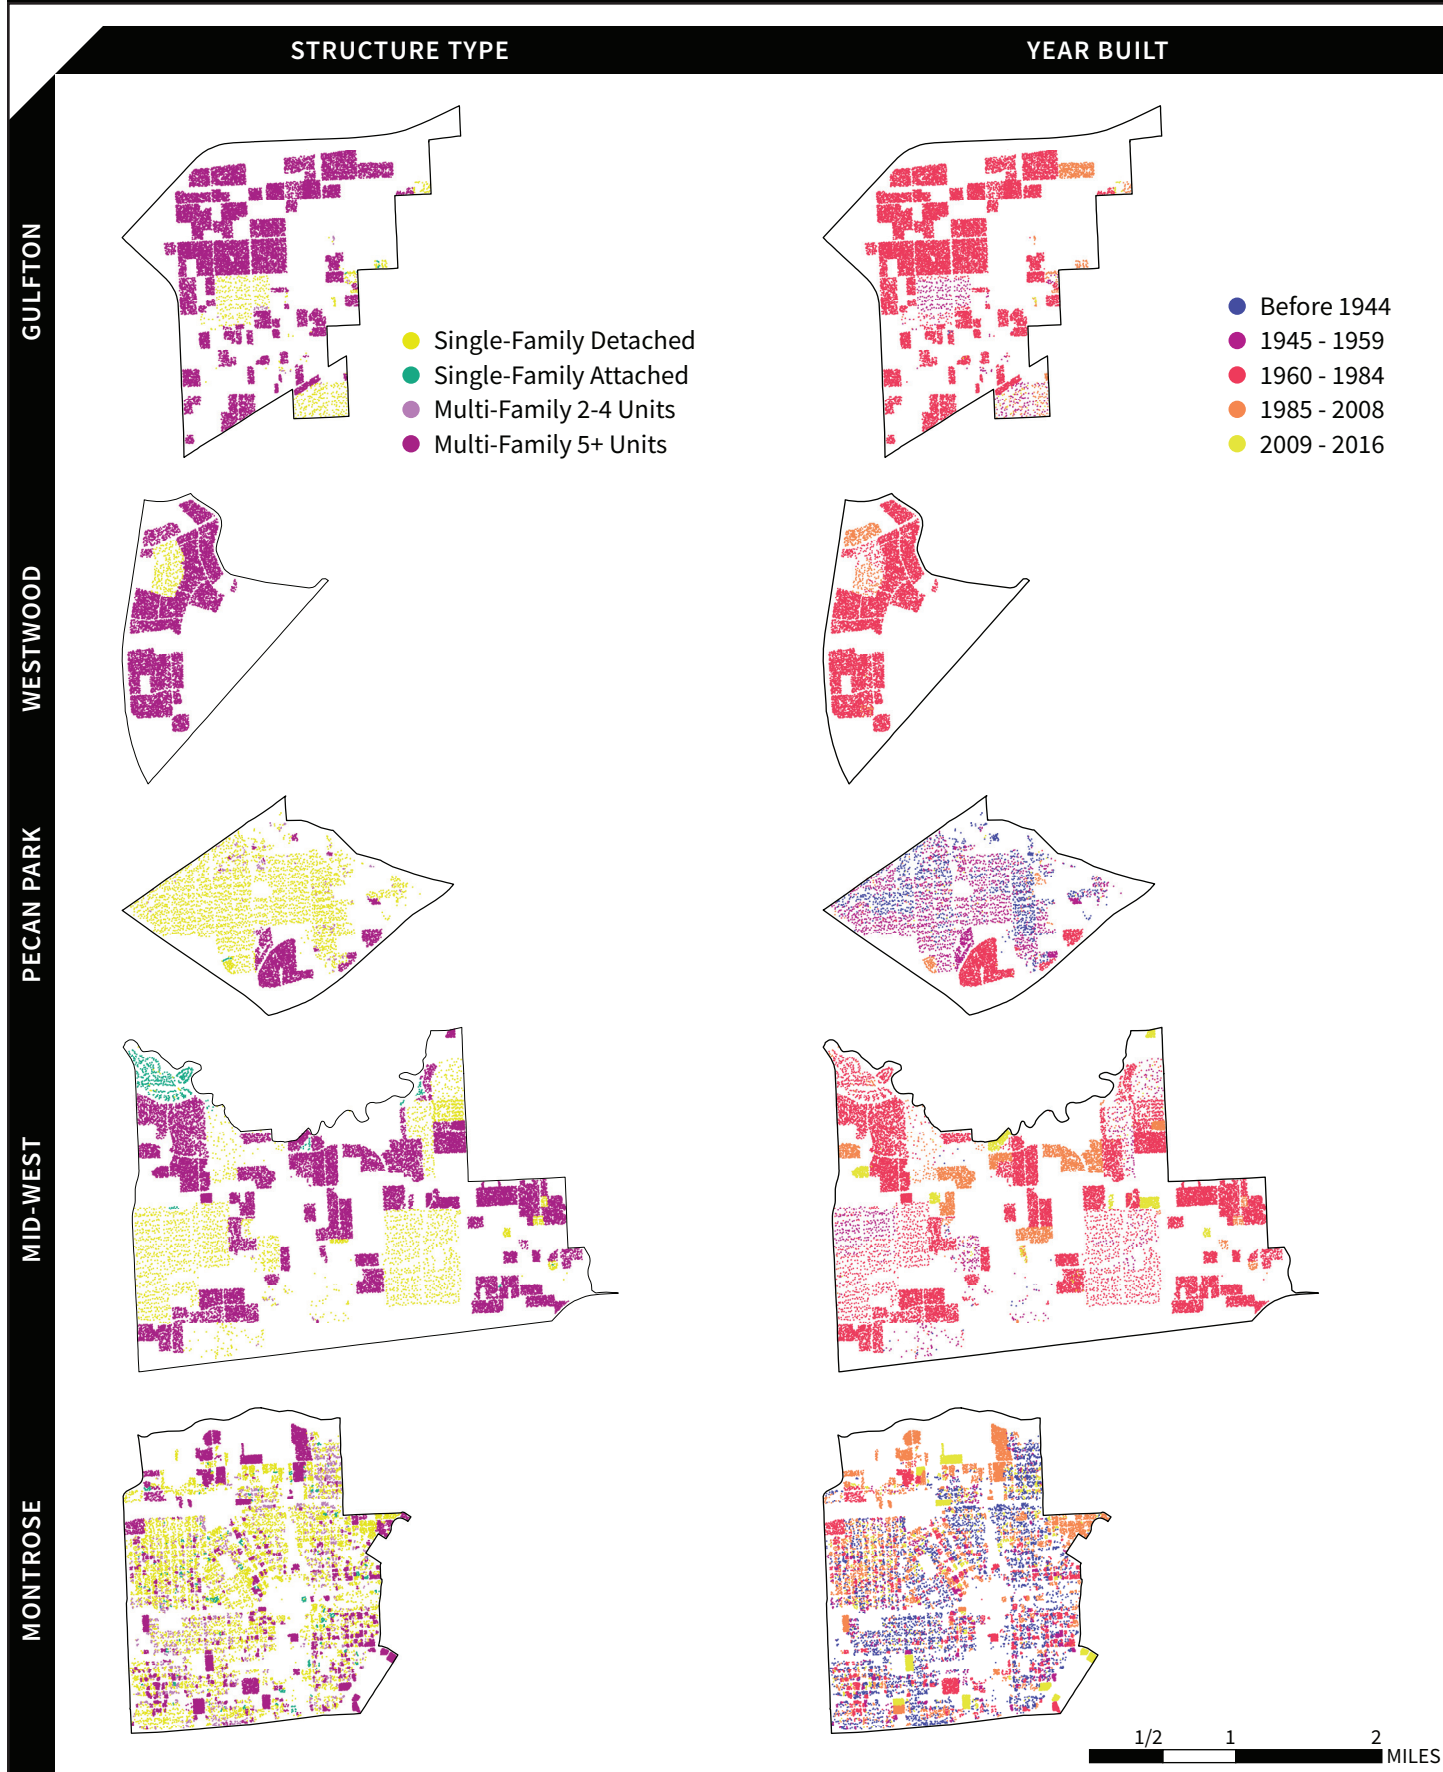 STRUCTURE TYPE
YEAR BUILT
GULFTON
Single-Family Detached
Single-Family Attached
Multi-Family 2-4 Units
Multi-Family 5+ Units
Before 1944
1945 - 1959
1960 - 1984
1985 - 2008
2009 - 2016
WESTWOOD
PECAN PARK
MID-WEST
MONTROSE
1/2 1 2
MILES